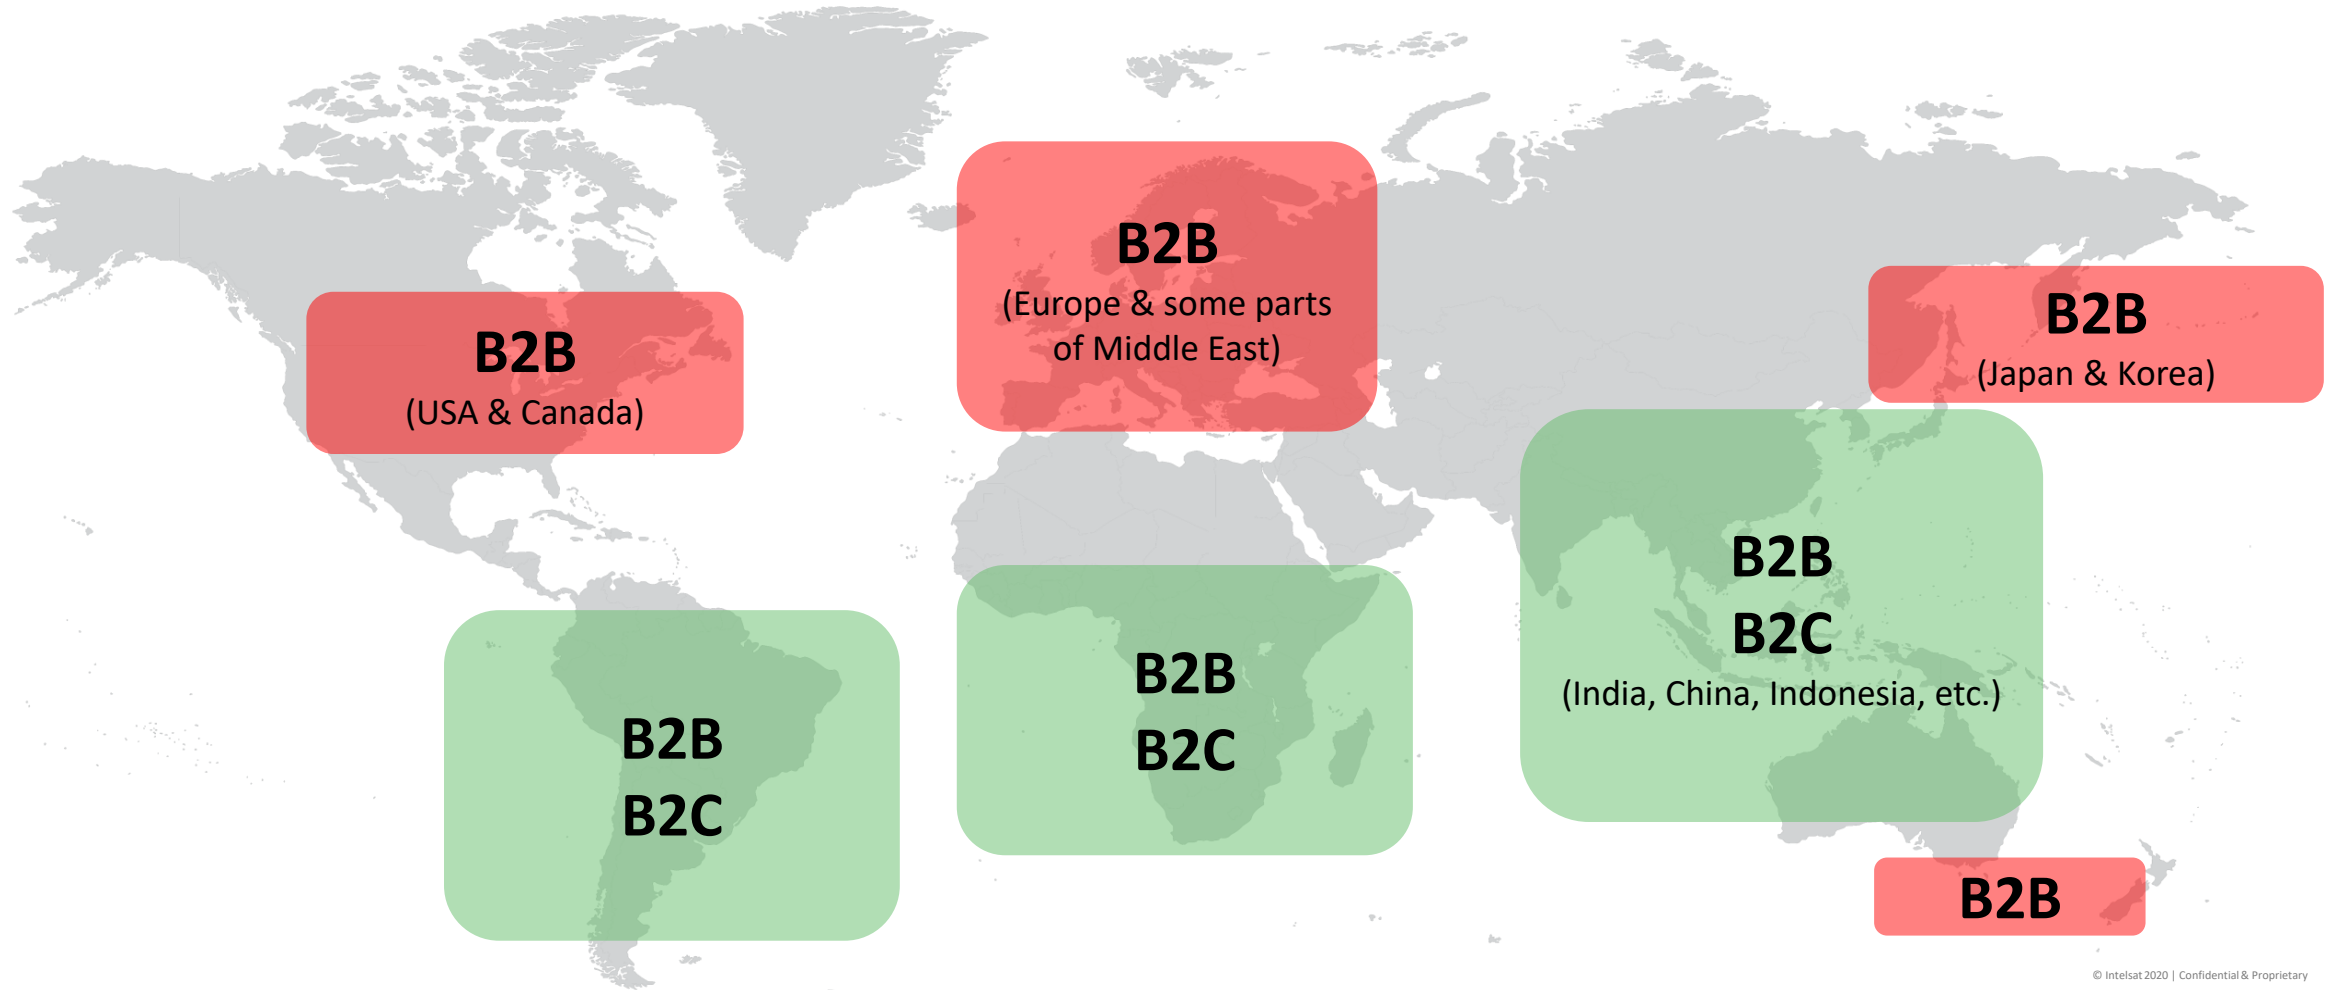 B2B
(Europe & some parts
of Middle East)
B2B
(Japan & Korea)
B2B
(USA & Canada)
B2B
B2C
(India, China, Indonesia, etc.)
B2B
B2C
B2B
B2C
B2B
© Intelsat 2020 | Confidential & Proprietary